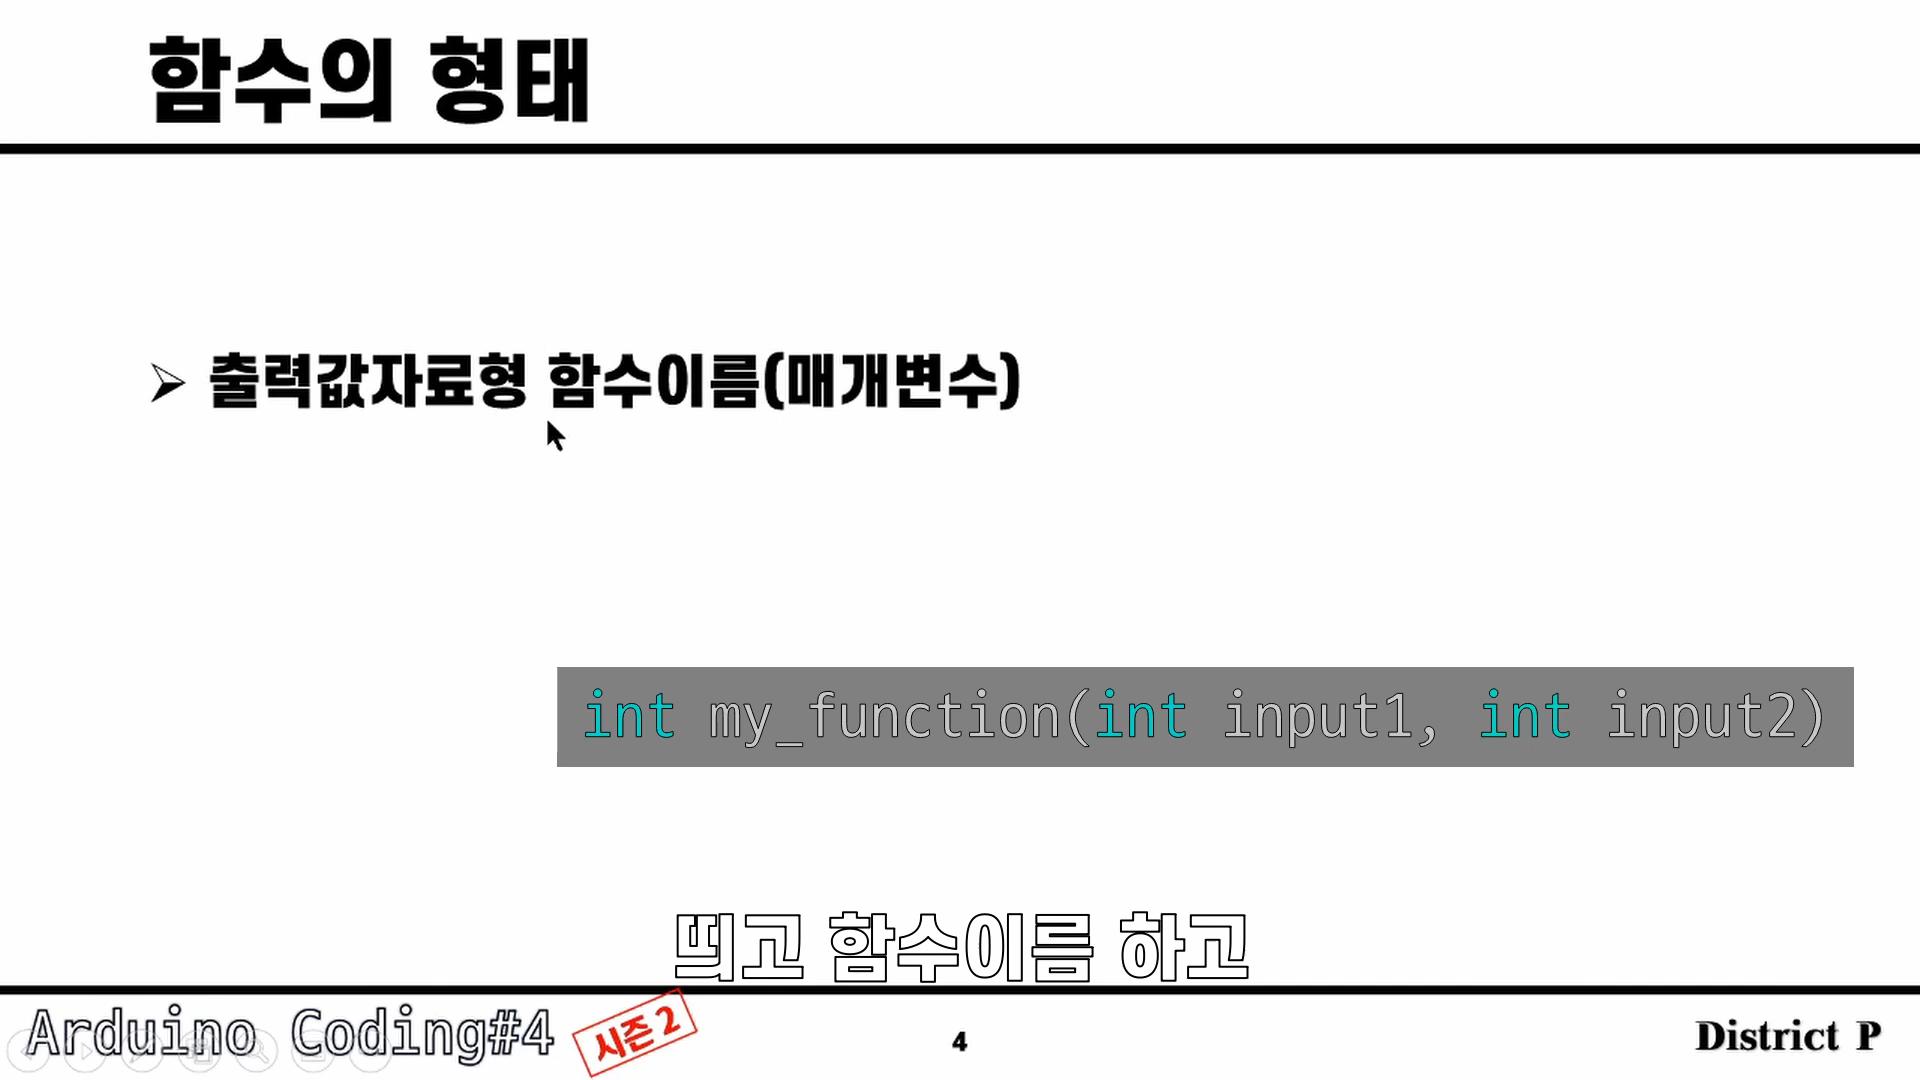 함수의 형태
출력값자료형 함수이름(매개변수)
int my_function(int input1, int input2)
띄고 함수이름 하고
Arduino Coding#4
시즌 2
4
District P